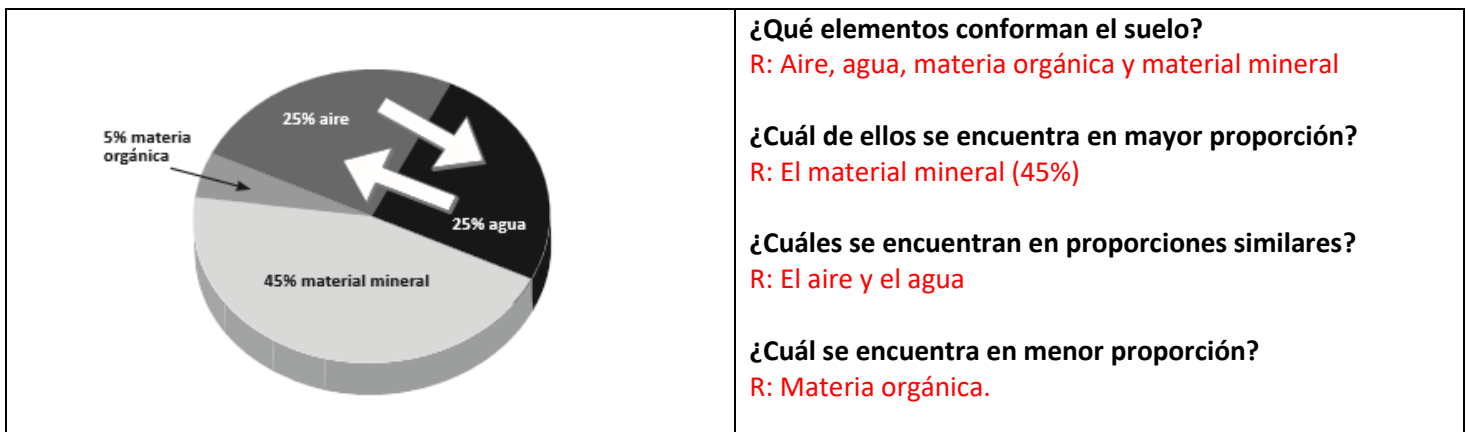 5% materia
orgánica
25% aire
25% agua
45% material mineral
¿Qué elementos conforman el suelo?
R: Aire, agua, materia orgánica y material mineral
¿Cuál de ellos se encuentra en mayor proporción?
R: El material mineral (45%)
¿Cuáles se encuentran en proporciones similares?
R: El aire y el agua
¿Cuál se encuentra en menor proporción?
R: Materia orgánica.